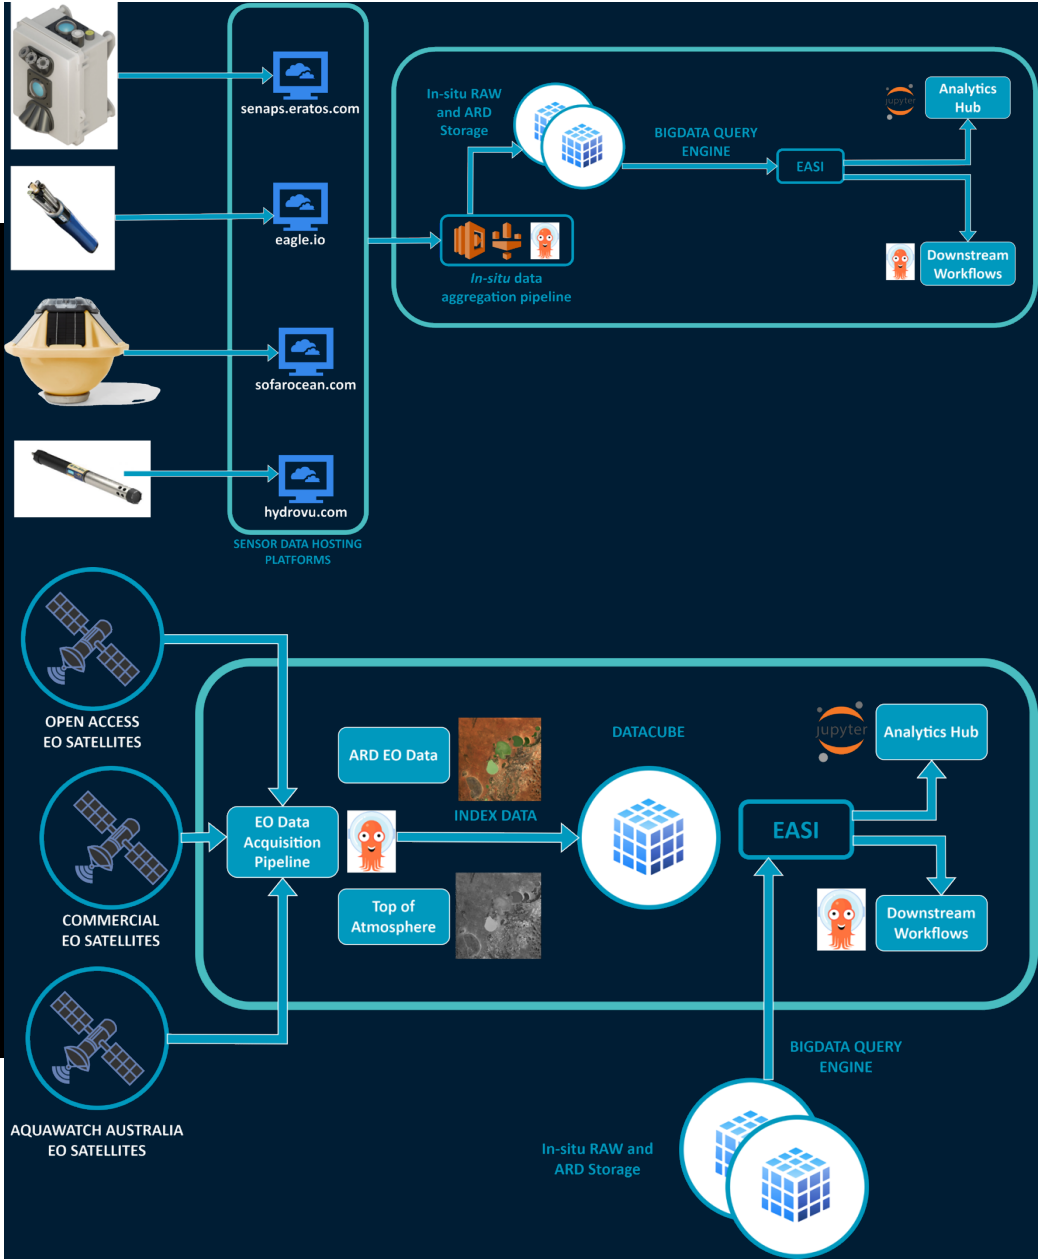 senaps.eratos.com
eagle.io
sofarocean.com
hydrovu.com
SENSOR DATA HOSTING
PLATFORMS
In-situ RAW
and ARD
Storage
BIGDATA QUERY
ENGINE
EASI
jupyter
Analytics
Hub
Downstream
Workflows
In-situ data
aggregation pipeline
OPEN ACCESS
EO SATELLITES
COMMERCIAL
EO SATELLITES
AQUAWATCH AUSTRALIA
EO SATELLITES
EO Data
Acquisition
Pipeline
ARD EO Data
INDEX DATA
Top of
Atmosphere
DATACUBE
EASI
jupyter
Analytics Hub
Downstream
Workflows
BIGDATA QUERY
ENGINE
In-situ RAW and
ARD Storage